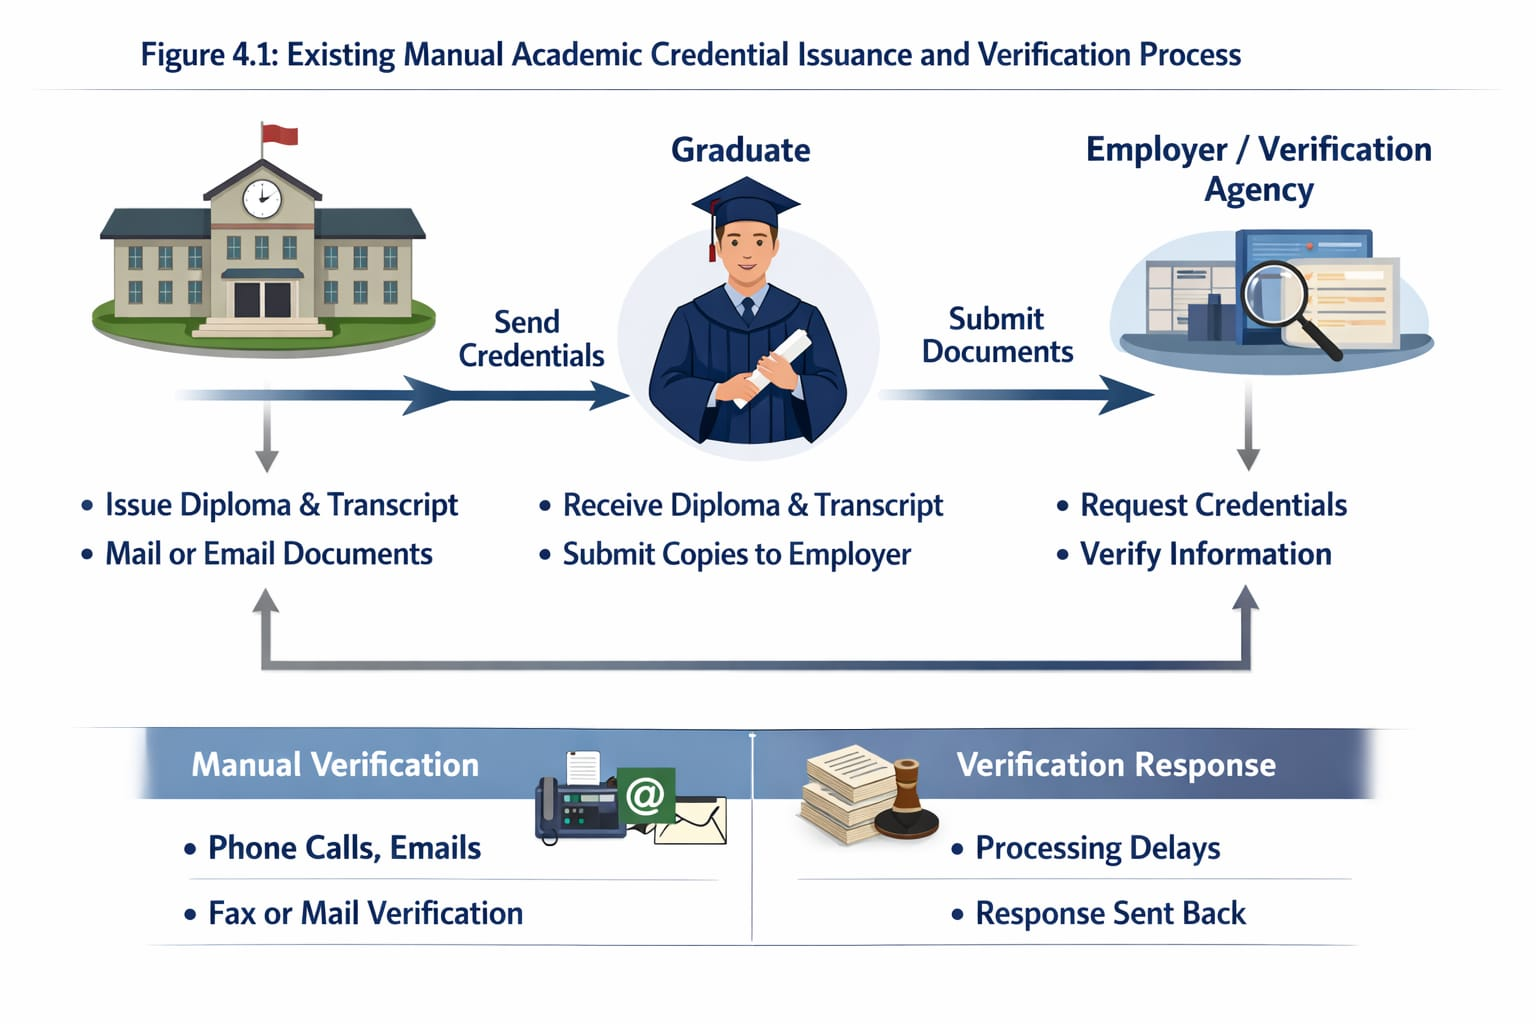 Figure 4.1: Existing Manual Academic Credential Issuance and Verification Process
Graduate
Employer / Verification
Agency
Send
Credentials
Submit
Documents
• Issue Diploma & Transcript
• Mail or Email Documents
• Receive Diploma & Transcript
• Submit Copies to Employer
• Request Credentials
• Verify Information
Manual Verification
@
• Phone Calls, Emails
• Fax or Mail Verification
Verification Response
• Processing Delays
• Response Sent Back